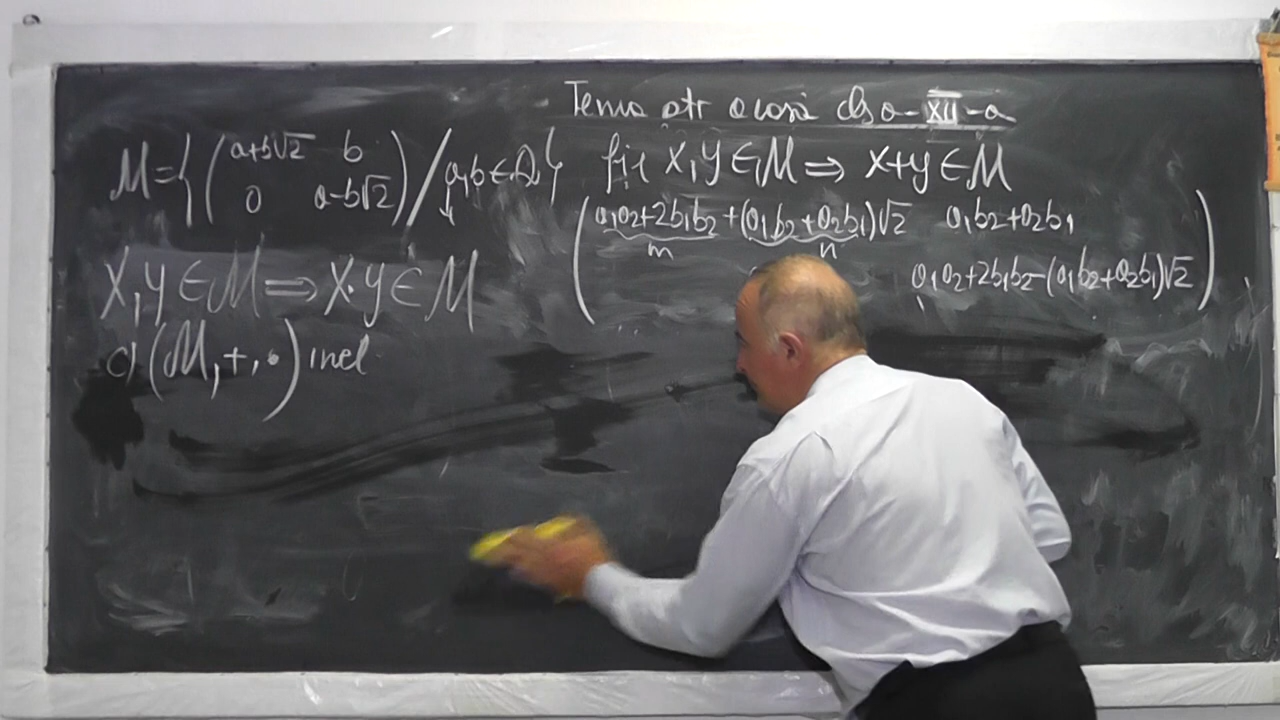 Tema ptr acasă clsa-XII-a
M={(a+b√2 b
0 a-b√2)/a,b∈Q}
X,Y∈M⇒X·Y∈M
c) (M,+,•) inel
fie X,Y∈M⇒X+Y∈M
(a₁a₂+2b₁b₂+(a₁b₂+a₂b₁)√2 a₁b₂+a₂b₁
m n
a₁a₂+2b₁b₂-(a₁b₂+a₂b₁)√2)